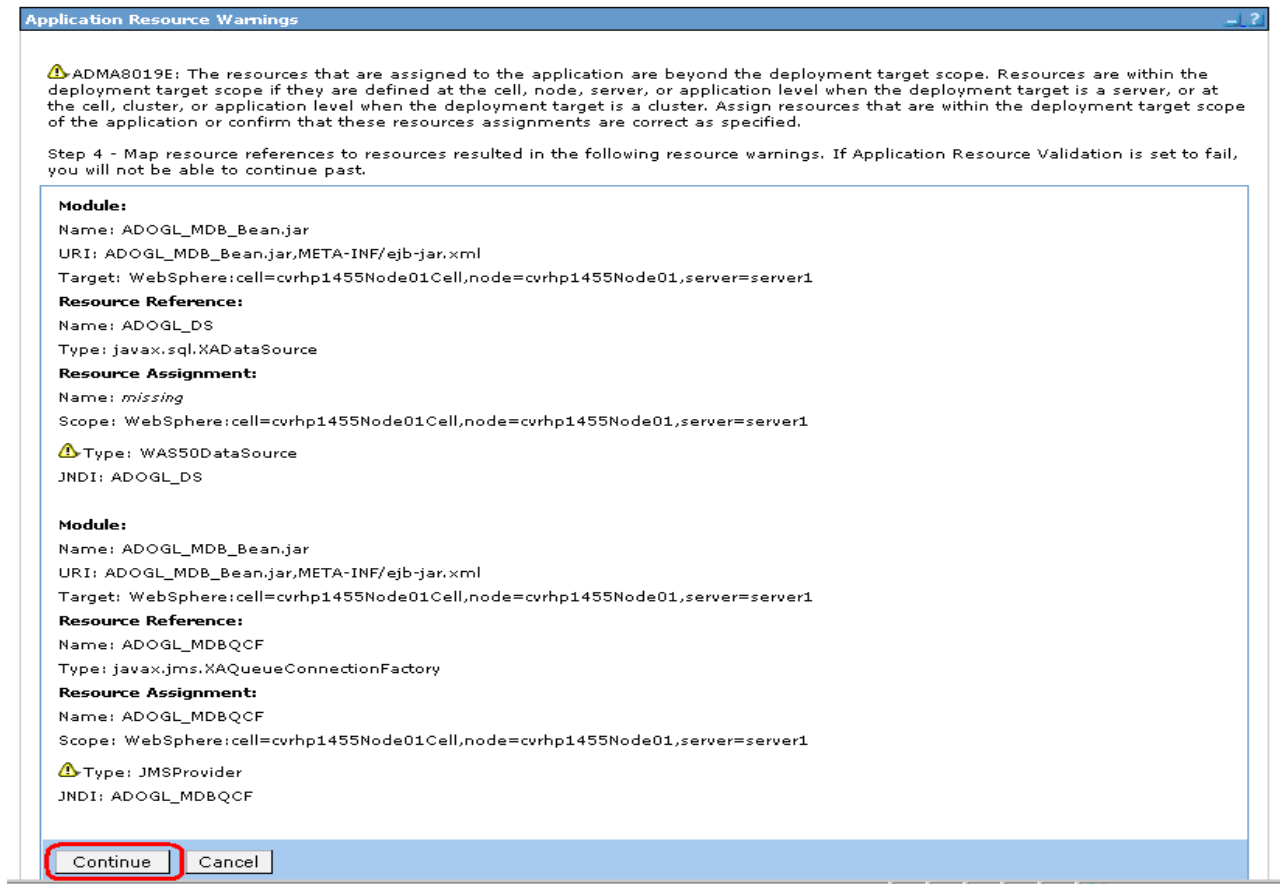 Application Resource Warnings
- ?
ADMA8019E: The resources that are assigned to the application are beyond the deployment target scope. Resources are within the
deployment target scope if they are defined at the cell, node, server, or application level when the deployment target is a server, or at
the cell, cluster, or application level when the deployment target is a cluster. Assign resources that are within the deployment target scope
of the application or confirm that these resources assignments are correct as specified.
Step 4 - Map resource references to resources resulted in the following resource warnings. If Application Resource Validation is set to fail,
you will not be able to continue past.
Module:
Name: ADOGL_MDB_Bean.jar
URI: ADOGL_MDB_Bean.jar,META-INF/ejb-jar.xml
Target: WebSphere:cell=cvrhp1455Node01Cell,node=cvrhp1455Node01,server=server1
Resource Reference:
Name: ADOGL_DS
Type: javax.sql.XADataSource
Resource Assignment:
Name: missing
Scope: WebSphere:cell=cvrhp1455Node01Cell,node=cvrhp1455Node01,server=server1
Type: WAS50DataSource
JNDI: ADOGL_DS
Module:
Name: ADOGL_MDB_Bean.jar
URI: ADOGL_MDB_Bean.jar,META-INF/ejb-jar.xml
Target: WebSphere:cell=cvrhp1455Node01Cell,node=cvrhp1455Node01,server=server1
Resource Reference:
Name: ADOGL_MDBQCF
Type: javax.jms.XAQueueConnectionFactory
Resource Assignment:
Name: ADOGL_MDBQCF
Scope: WebSphere:cell=cvrhp1455Node01Cell,node=cvrhp1455Node01,server=server1
Type: JMSProvider
JNDI: ADOGL_MDBQCF
Continue Cancel